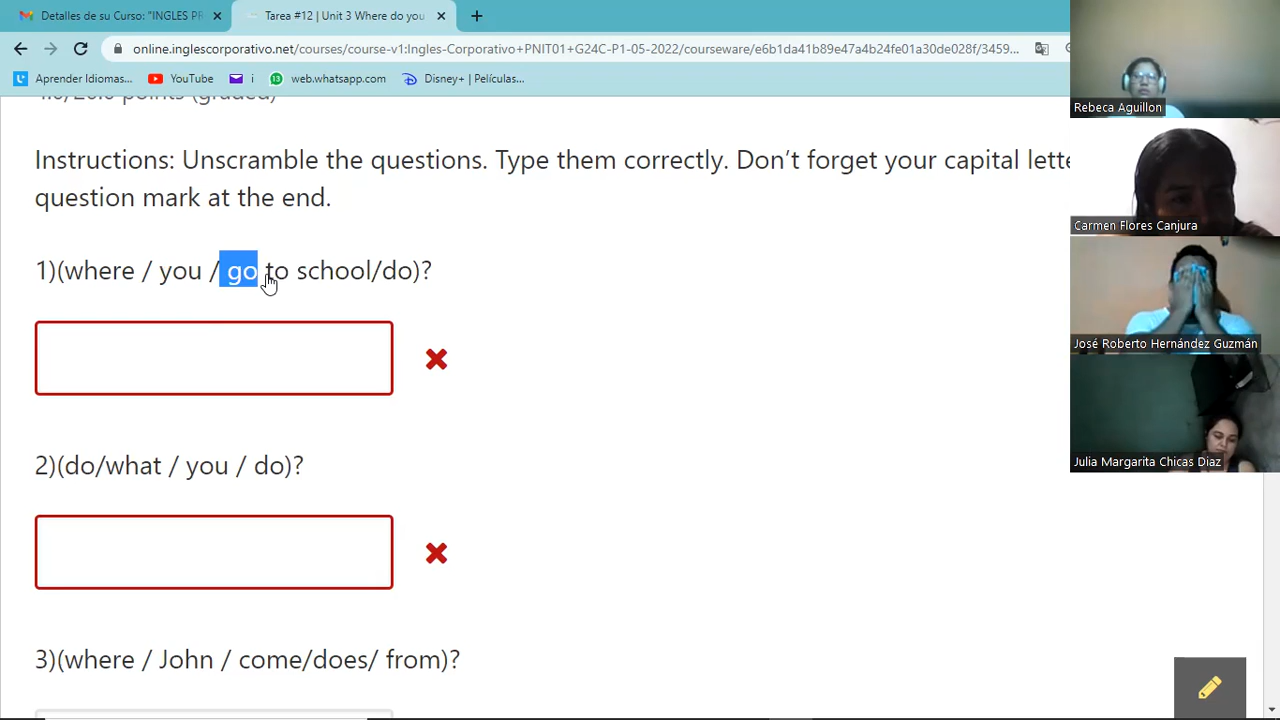 Detalles de su Curso: "INGLES PR
Tarea #12 | Unit 3 Where do you
online.inglescorporativo.net/courses/course-v1:Ingles-Corporativo+PNIT01+G24C-P1-05-2022/courseware/e6b1da41b89e47a4b24fe01a30de028f/3459...
Aprender Idiomas... YouTube i web.whatsapp.com Disney+ | Películas...
points (graded)
Instructions: Unscramble the questions. Type them correctly. Don't forget your capital lette
question mark at the end.
1)(where / you / go to school/do)?
2)(do/what / you / do)?
3)(where / John / come/does/ from)?
Rebeca Aguillon
Carmen Flores Canjura
José Roberto Hernández Guzmán
Julia Margarita Chicas Diaz